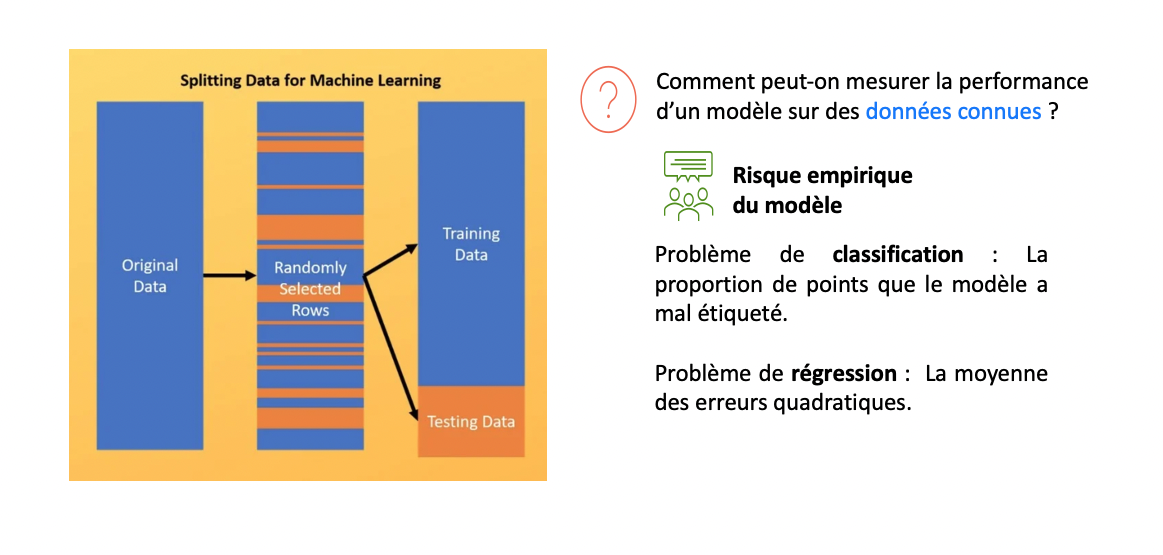 Splitting Data for Machine Learning
Original
Data
Randomly
Selected
Rows
Training
Data
Testing Data
?
Comment peut-on mesurer la performance
d’un modèle sur des données connues ?
Risque empirique
du modèle
Problème de classification : La
proportion de points que le modèle a
mal étiqueté.
Problème de régression : La moyenne
des erreurs quadratiques.